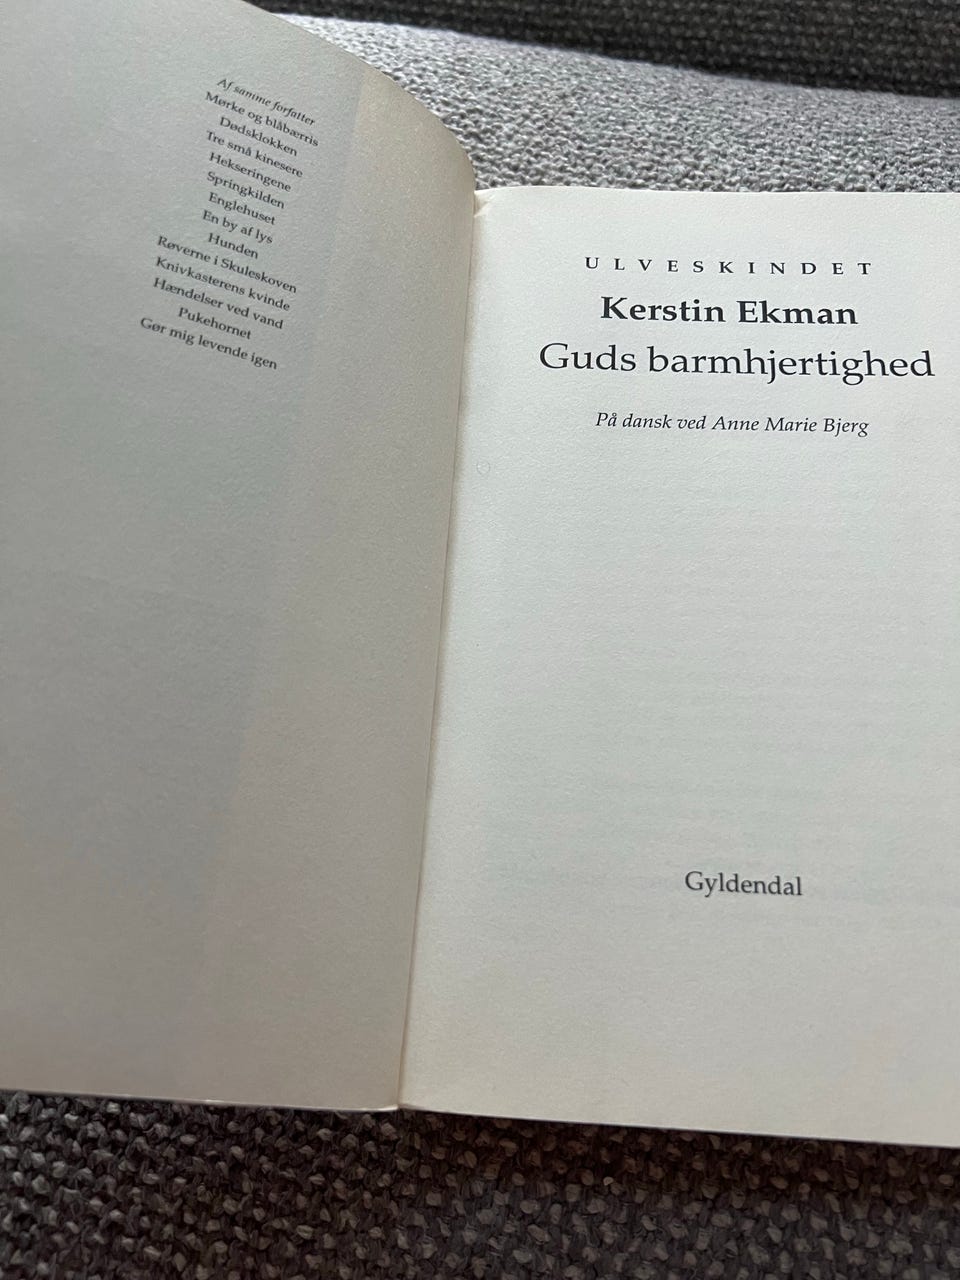 Af samme forfatter
Mørke og blåbærris
Dødsklokken
Tre små kinesere
Hekseringene
Springkilden
Englehuset
En by af lys
Hunden
Røverne i Skuleskoven
Knivkasterens kvinde
Hændelser ved vand
Pukehornet
Gør mig levende igen
ULVESKINDET
Kerstin Ekman
Guds barmhjertighed
På dansk ved Anne Marie Bjerg
Gyldendal